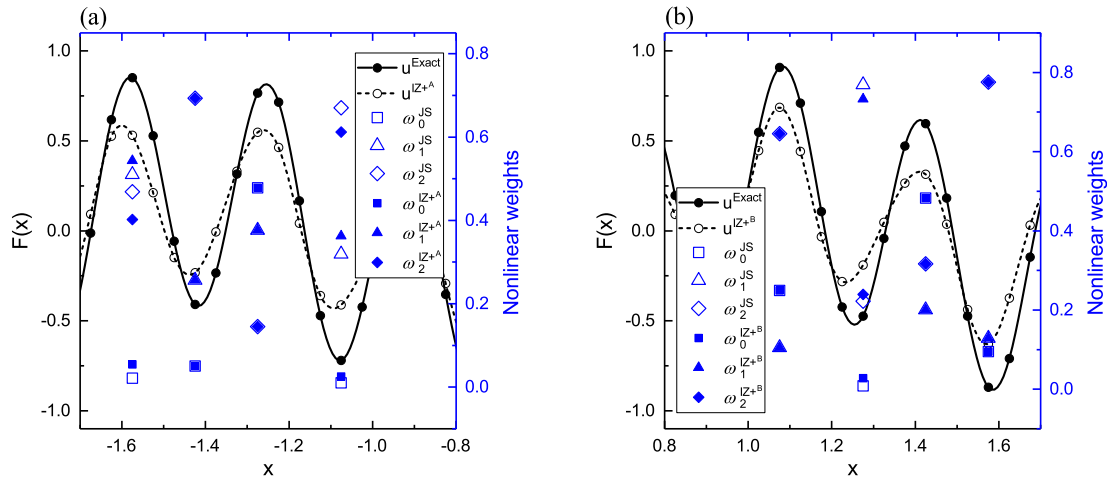 (a)
1.0
0.5
0.0
-0.5
-1.0
F(x)
-1.6
-1.4
-1.2
-1.0
-0.8
x
0.8
0.6
0.4
0.2
0.0
Nonlinear weights
u^Exact
u^IZ+A
ω_0^JS
ω_1^JS
ω_2^JS
ω_0^IZ+A
ω_1^IZ+A
ω_2^IZ+A
(b)
1.0
0.5
0.0
-0.5
-1.0
F(x)
0.8
1.0
1.2
1.4
1.6
x
0.8
0.6
0.4
0.2
0.0
Nonlinear weights
u^Exact
u^IZ+B
ω_0^JS
ω_1^JS
ω_2^JS
ω_0^IZ+B
ω_1^IZ+B
ω_2^IZ+B